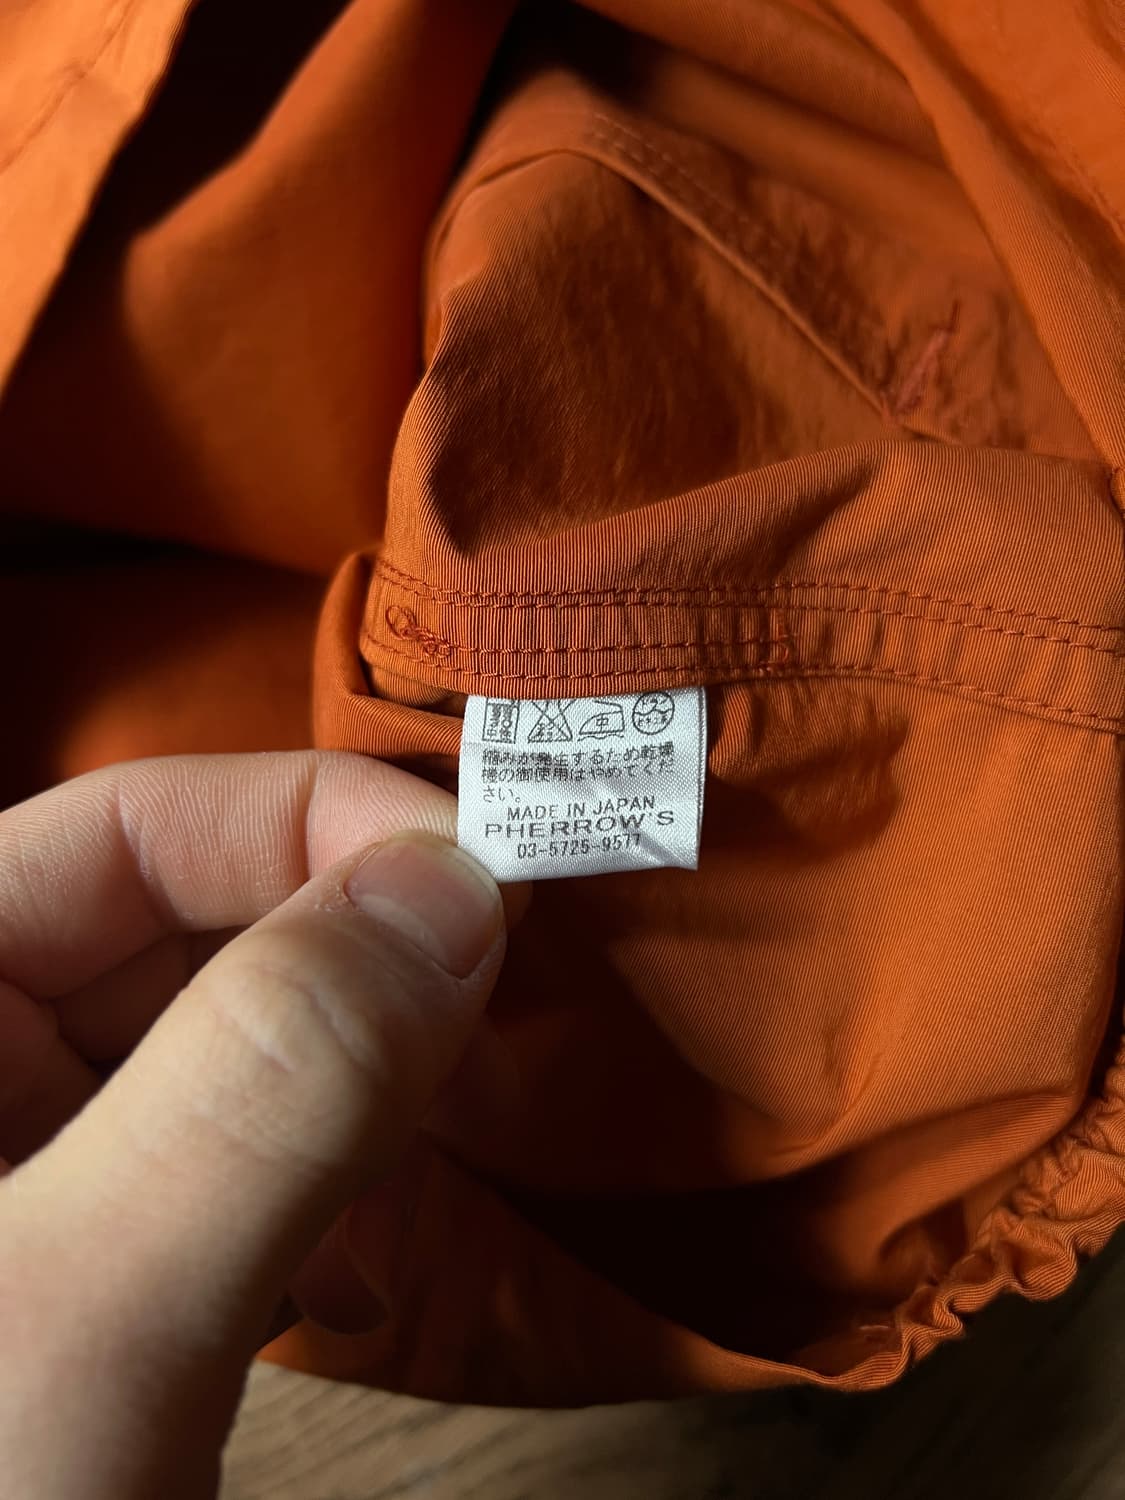 中
縮みが発生するため乾燥
機の御使用はやめてくだ
さい。
MADE IN JAPAN
PHERROW'S
03-5725-9577